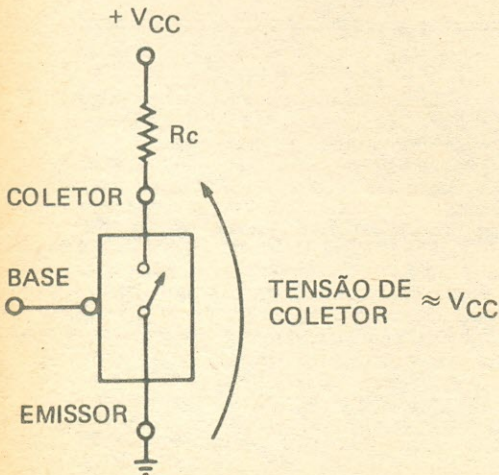 + VCC
Rc
COLETOR
BASE
TENSÃO DE
COLETOR ≈ VCC
EMISSOR